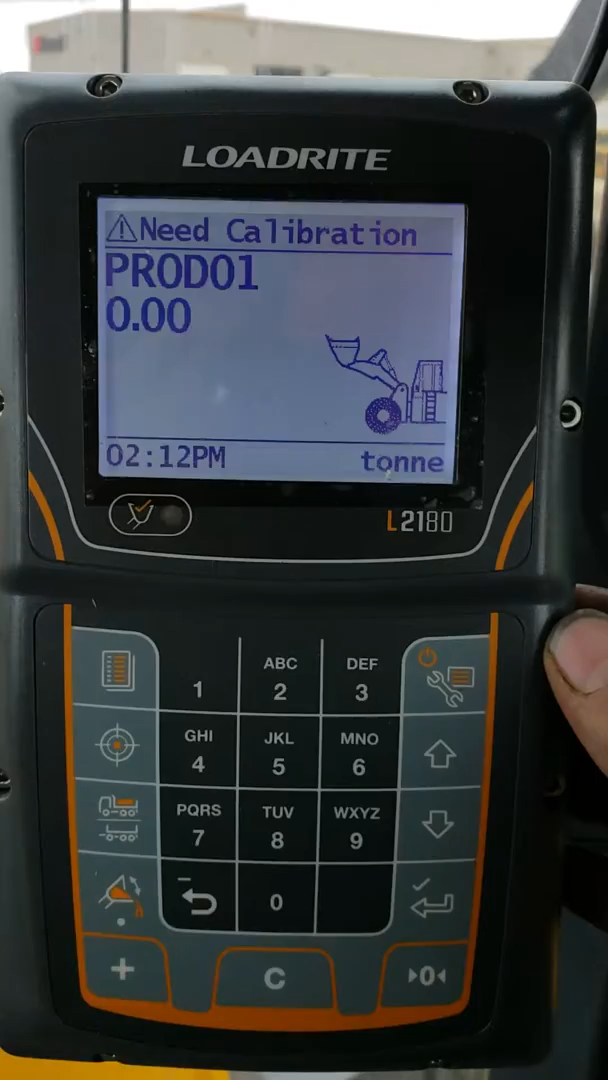 LOADRITE
Need Calibration
PROD01
0.00
02:12PM tonne
L2180
1
ABC
2
DEF
3
GHI
4
JKL
5
MNO
6
PQRS
7
TUV
8
WXYZ
9
0
+
C
0